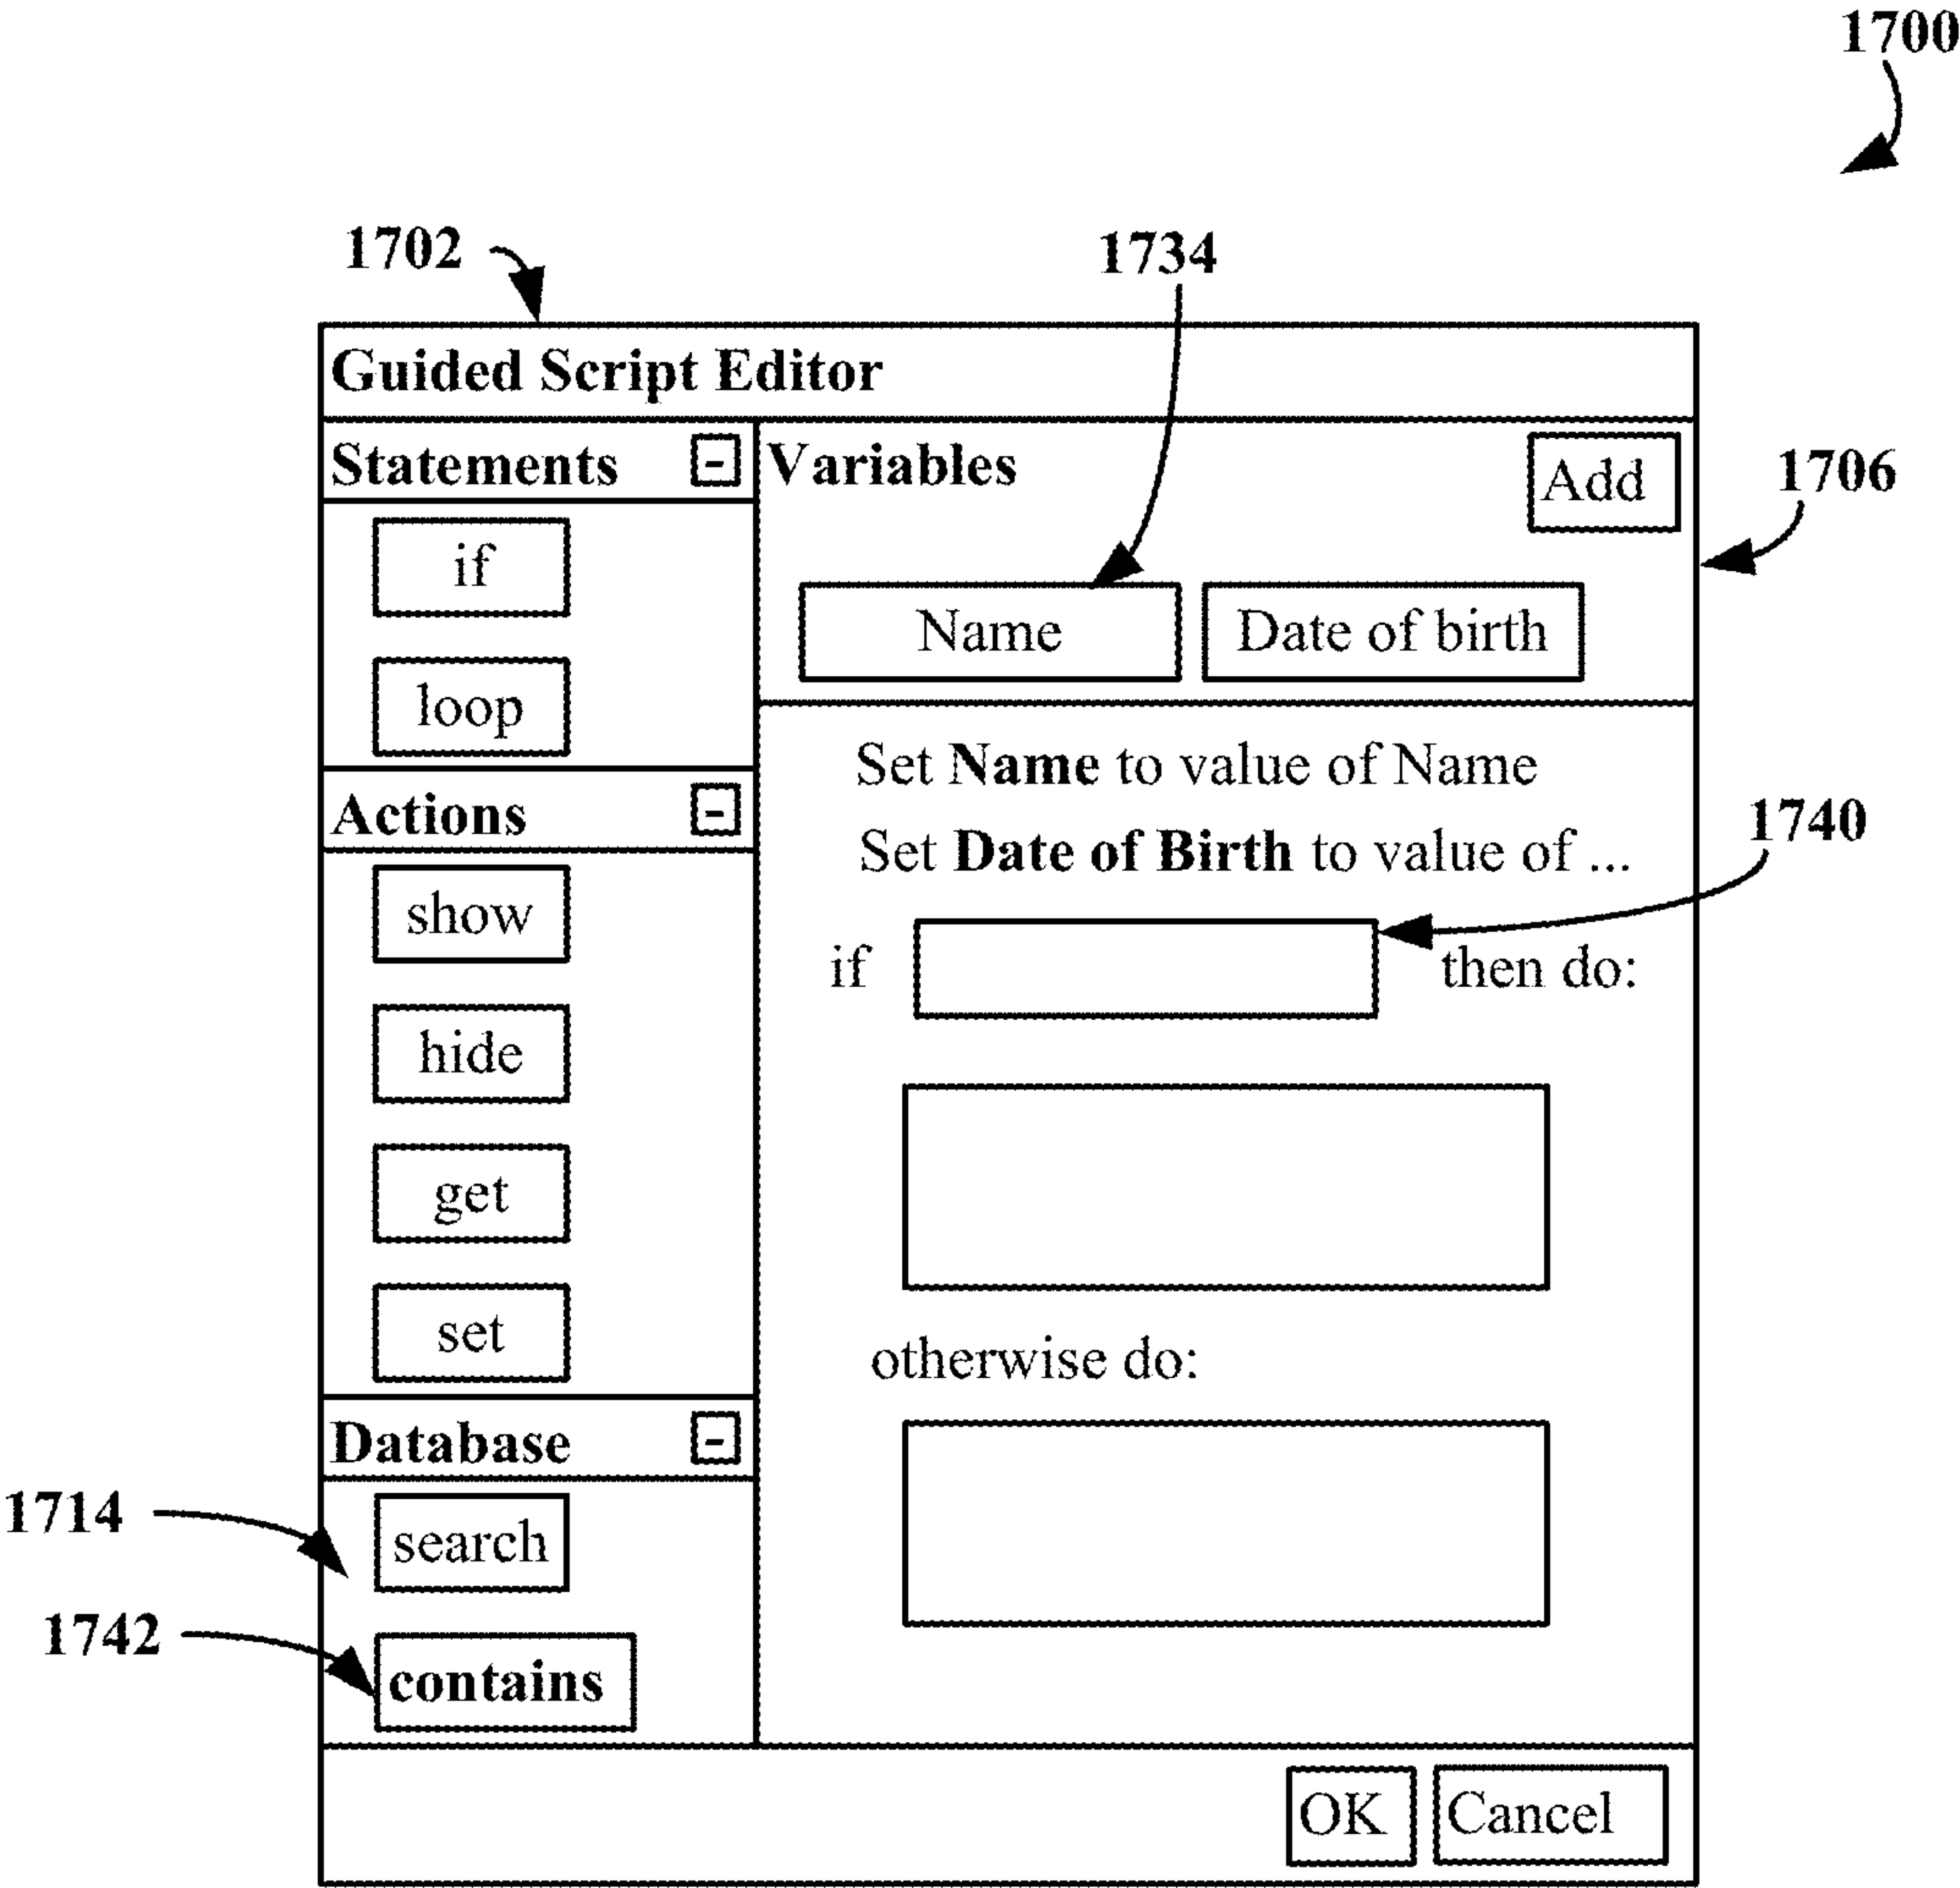 1700
1702
1734
Guided Script Editor
Statements -
Variables
Add
1706
if
Name
Date of birth
loop
Set Name to value of Name
Actions -
1740
Set Date of Birth to value of ...
show
if
then do:
hide
get
set
otherwise do:
Database -
1714
search
1742
contains
OK
Cancel